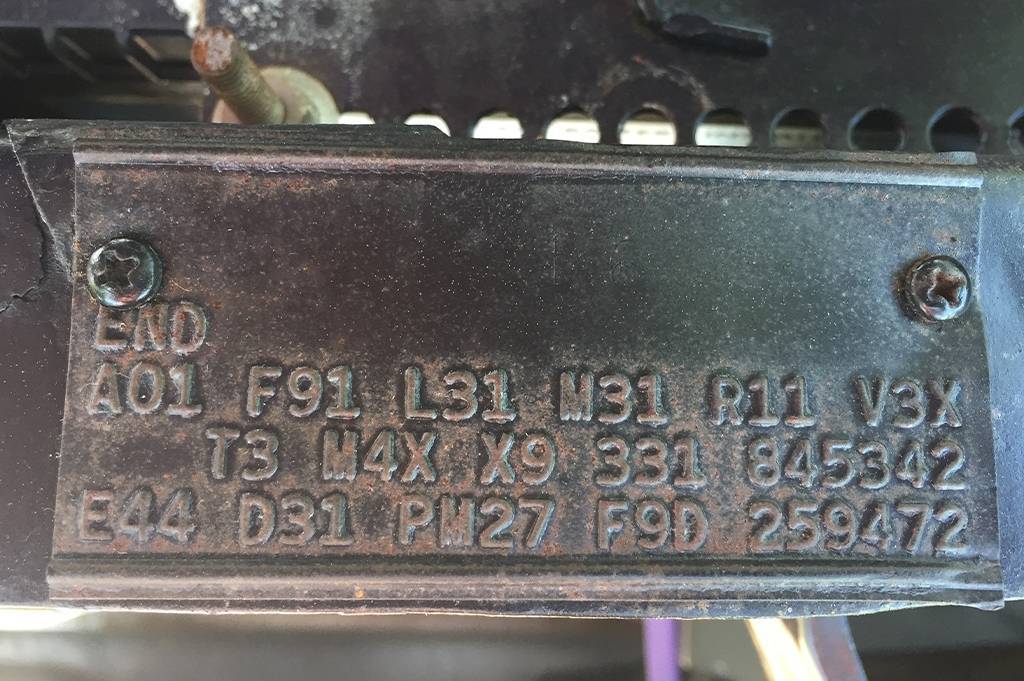 END
A01 F91 L31 M31 R11 V3X
T3 M4X X9 331 845342
E44 D31 PM27 F9D 259472